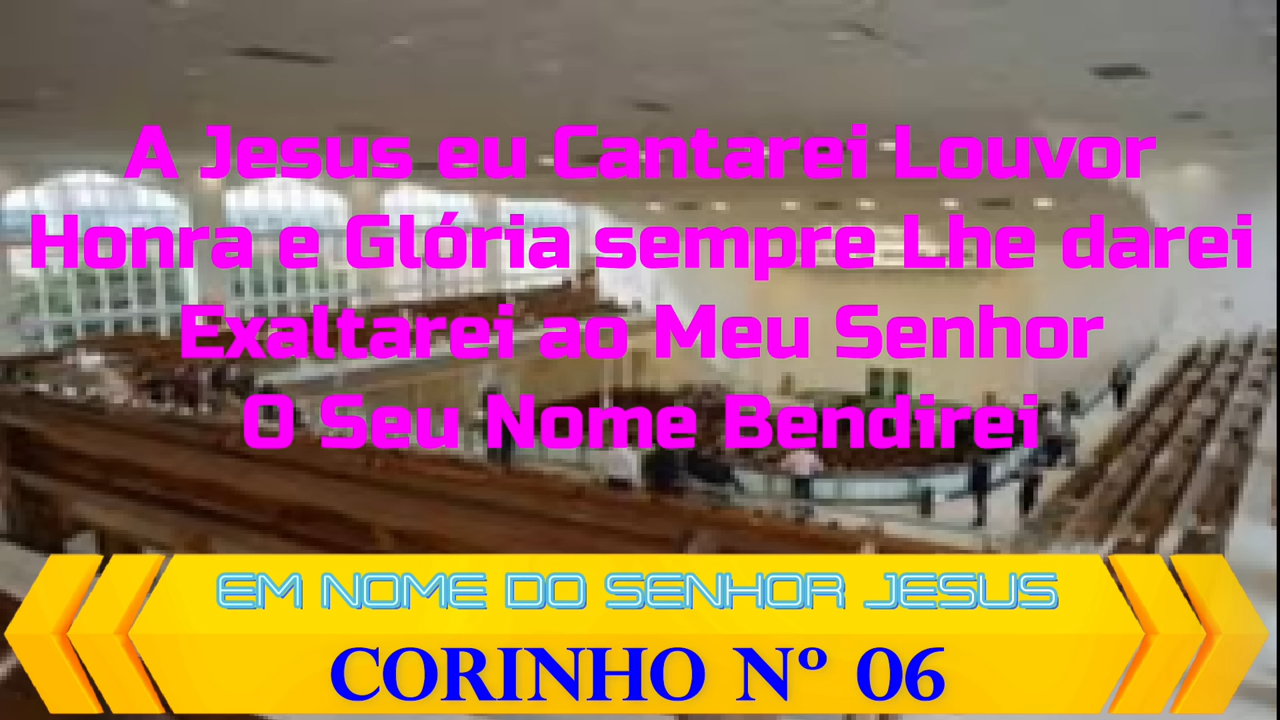 A Jesus eu Cantarei Louvor
Honra e Glória sempre Lhe darei
Exaltarei ao Meu Senhor
O Seu Nome Bendirei
EM NOME DO SENHOR JESUS
CORINHO Nº 06